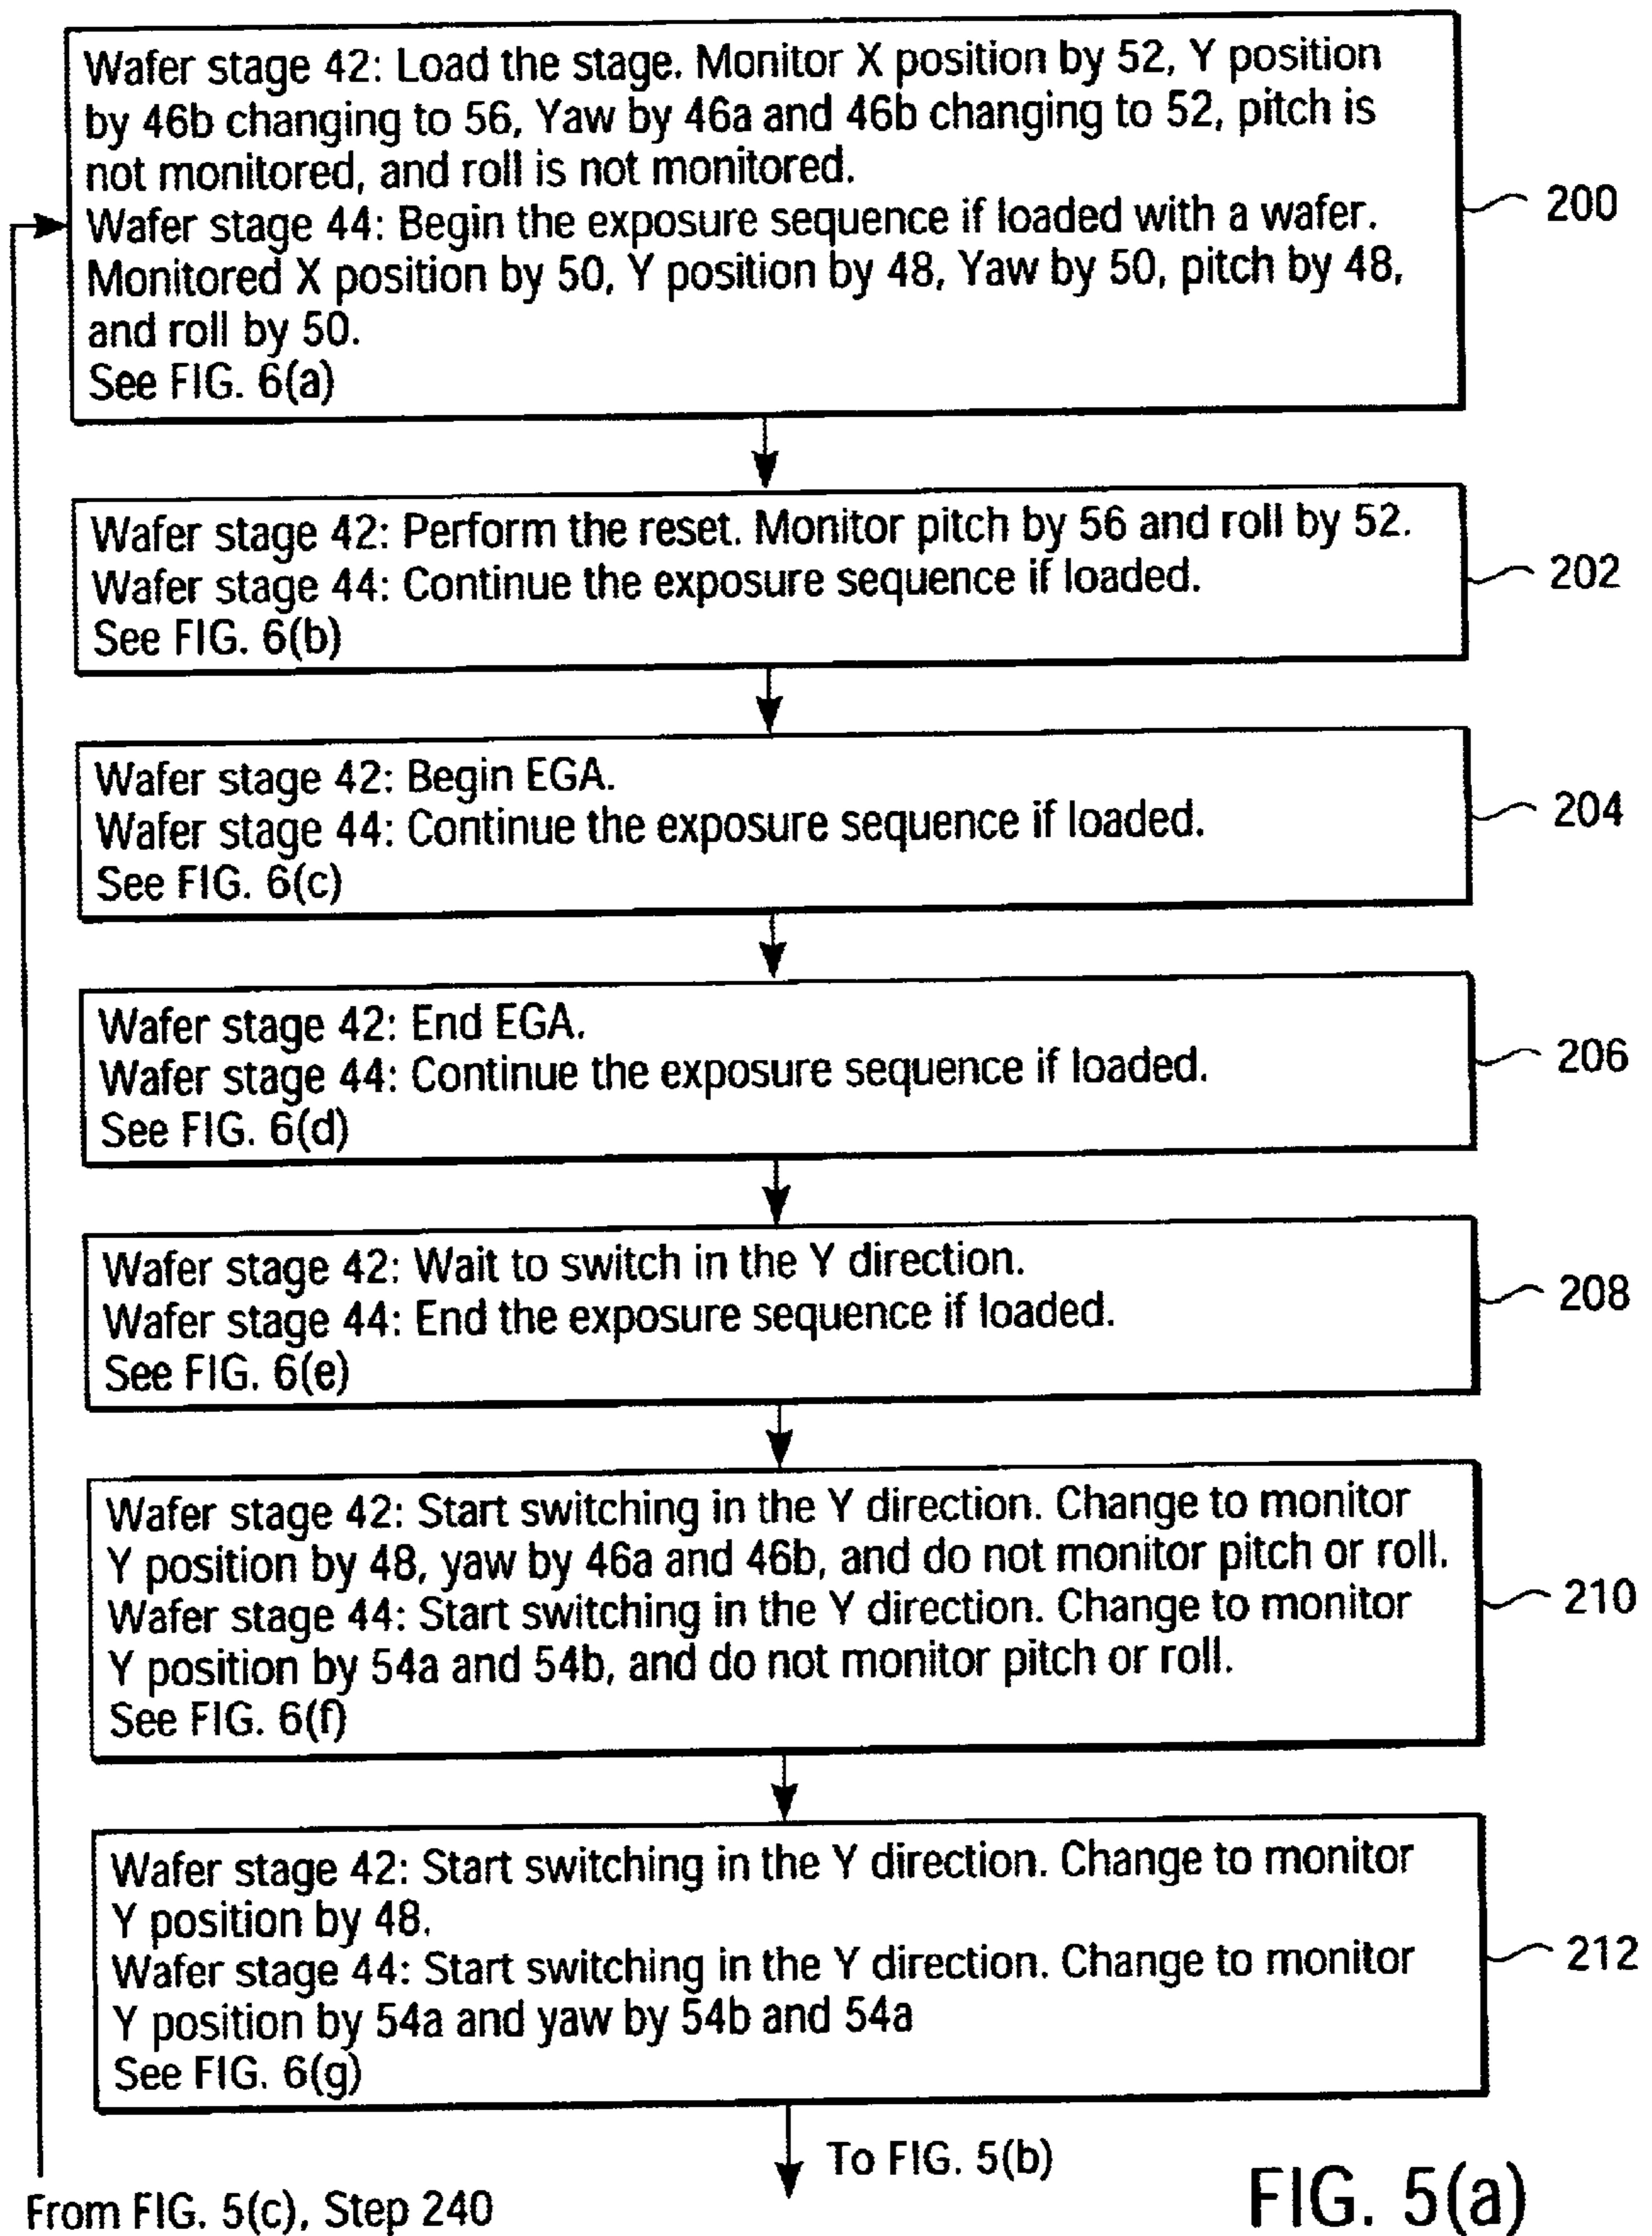 Wafer stage 42: Load the stage. Monitor X position by 52, Y position
by 46b changing to 56, Yaw by 46a and 46b changing to 52, pitch is
not monitored, and roll is not monitored.
Wafer stage 44: Begin the exposure sequence if loaded with a wafer.
Monitored X position by 50, Y position by 48, Yaw by 50, pitch by 48,
and roll by 50.
See FIG. 6(a)
200
Wafer stage 42: Perform the reset. Monitor pitch by 56 and roll by 52.
Wafer stage 44: Continue the exposure sequence if loaded.
See FIG. 6(b)
202
Wafer stage 42: Begin EGA.
Wafer stage 44: Continue the exposure sequence if loaded.
See FIG. 6(c)
204
Wafer stage 42: End EGA.
Wafer stage 44: Continue the exposure sequence if loaded.
See FIG. 6(d)
206
Wafer stage 42: Wait to switch in the Y direction.
Wafer stage 44: End the exposure sequence if loaded.
See FIG. 6(e)
208
Wafer stage 42: Start switching in the Y direction. Change to monitor
Y position by 48, yaw by 46a and 46b, and do not monitor pitch or roll.
Wafer stage 44: Start switching in the Y direction. Change to monitor
Y position by 54a and 54b, and do not monitor pitch or roll.
See FIG. 6(f)
210
Wafer stage 42: Start switching in the Y direction. Change to monitor
Y position by 48.
Wafer stage 44: Start switching in the Y direction. Change to monitor
Y position by 54a and yaw by 54b and 54a
See FIG. 6(g)
212
To FIG. 5(b)
From FIG. 5(c), Step 240
FIG. 5(a)